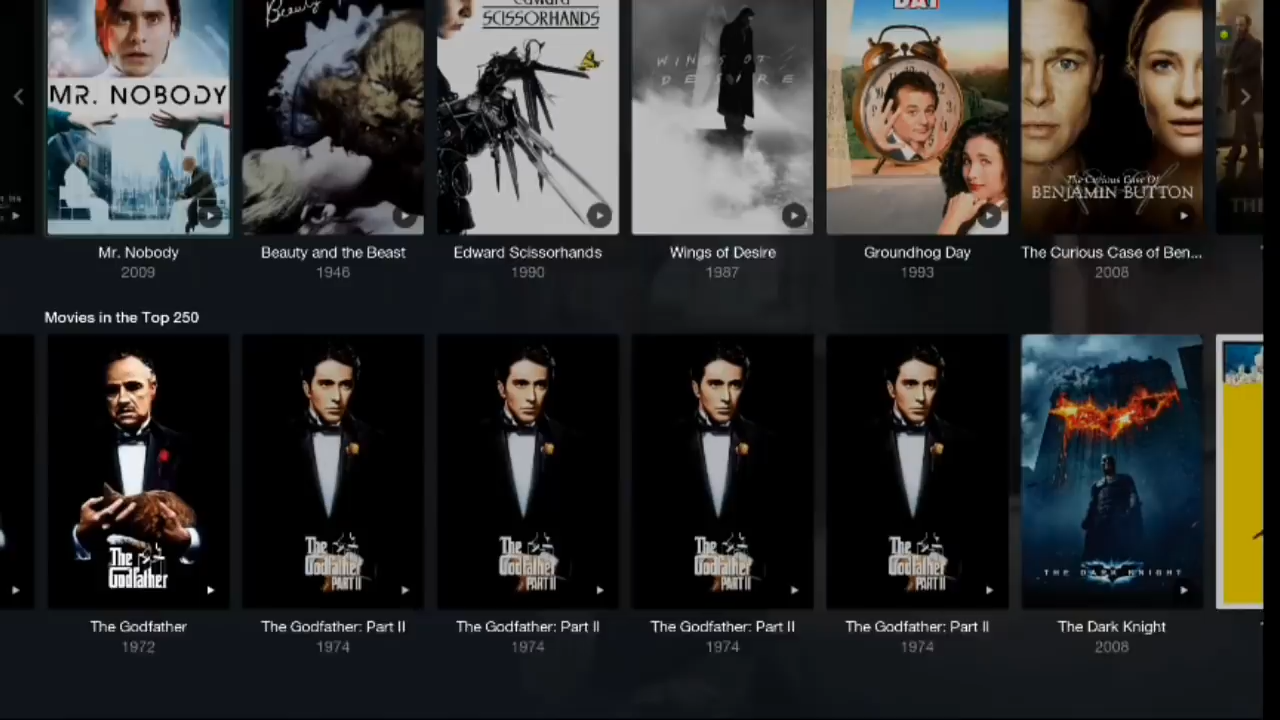 Beauty
Edward
SCISSORHANDS
DAY
MR. NOBODY
WINGS OF
DESIRE
The Curious Case Of
BENJAMIN BUTTON
Mr. Nobody
Beauty and the Beast
Edward Scissorhands
Wings of Desire
Groundhog Day
The Curious Case of Ben...
2009
1946
1990
1987
1993
2008
Movies in the Top 250
The
Godfather
The
Godfather
PART II
The
Godfather
PART II
The
Godfather
PART II
The
Godfather
PART II
THE DARK KNIGHT
The Godfather
The Godfather: Part II
The Godfather: Part II
The Godfather: Part II
The Godfather: Part II
The Dark Knight
1972
1974
1974
1974
1974
2008